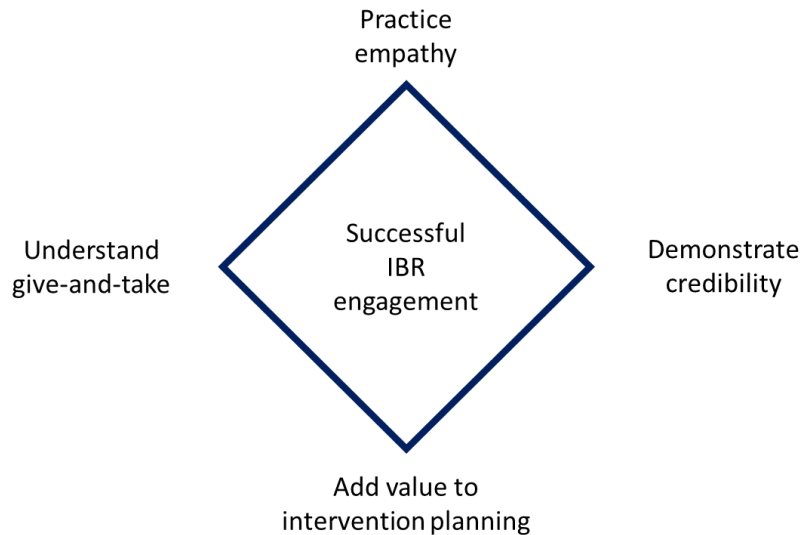 Practice
empathy
Understand
give-and-take
Successful
IBR
engagement
Demonstrate
credibility
Add value to
intervention planning